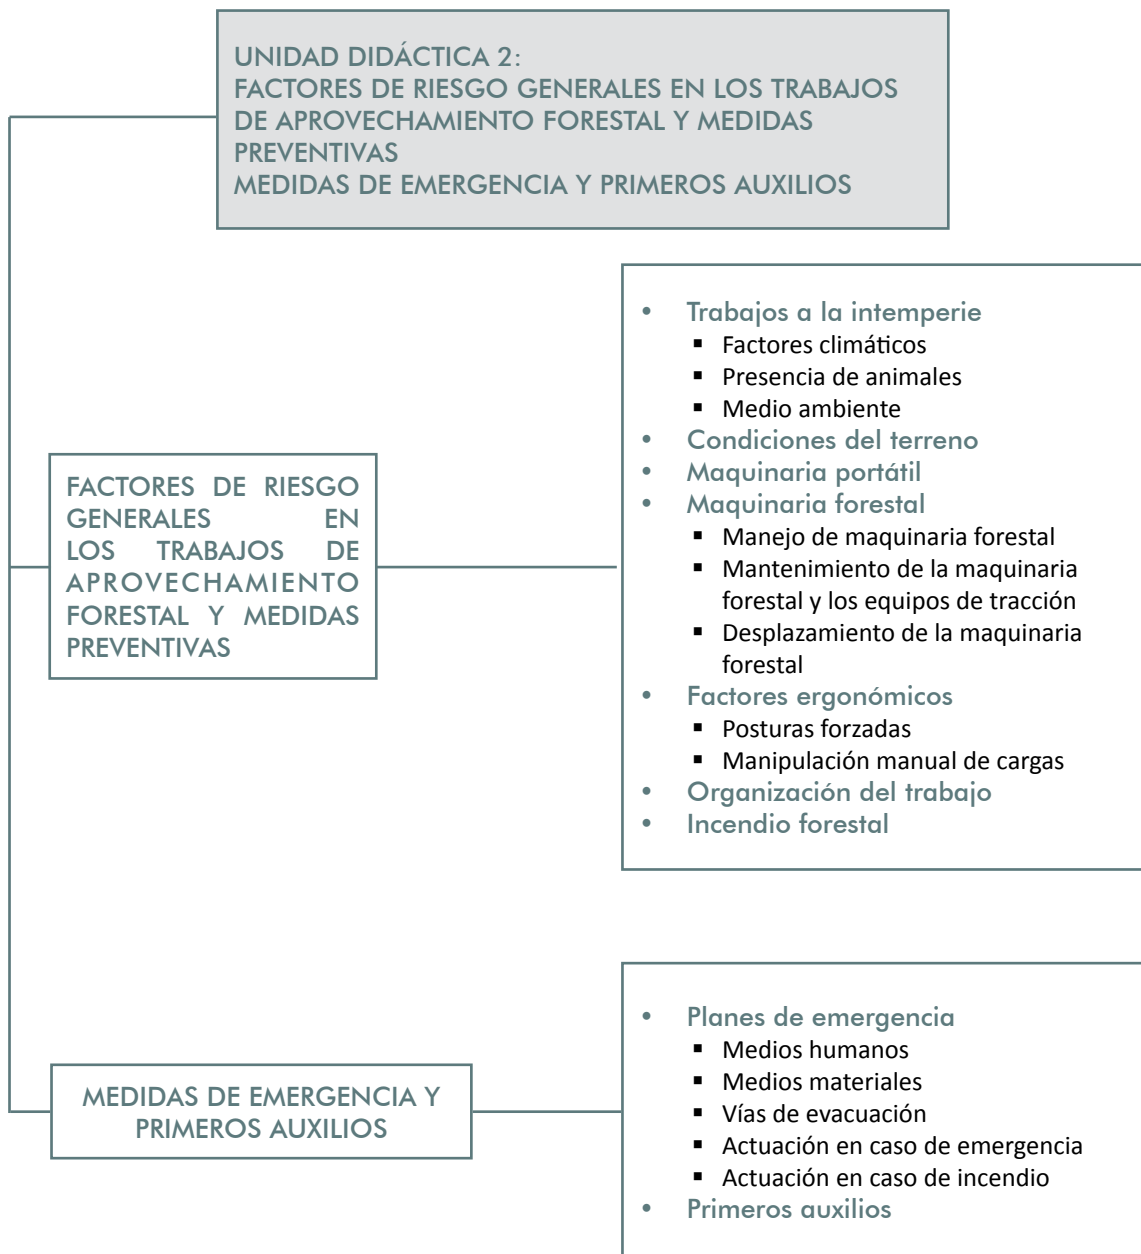 UNIDAD DIDÁCTICA 2:
FACTORES DE RIESGO GENERALES EN LOS TRABAJOS
DE APROVECHAMIENTO FORESTAL Y MEDIDAS
PREVENTIVAS
MEDIDAS DE EMERGENCIA Y PRIMEROS AUXILIOS
FACTORES DE RIESGO
GENERALES EN
LOS TRABAJOS DE
APROVECHAMIENTO
FORESTAL Y MEDIDAS
PREVENTIVAS
• Trabajos a la intemperie
▪ Factores climáticos
▪ Presencia de animales
▪ Medio ambiente
• Condiciones del terreno
• Maquinaria portátil
• Maquinaria forestal
▪ Manejo de maquinaria forestal
▪ Mantenimiento de la maquinaria
forestal y los equipos de tracción
▪ Desplazamiento de la maquinaria
forestal
• Factores ergonómicos
▪ Posturas forzadas
▪ Manipulación manual de cargas
• Organización del trabajo
• Incendio forestal
MEDIDAS DE EMERGENCIA Y
PRIMEROS AUXILIOS
• Planes de emergencia
▪ Medios humanos
▪ Medios materiales
▪ Vías de evacuación
▪ Actuación en caso de emergencia
▪ Actuación en caso de incendio
• Primeros auxilios